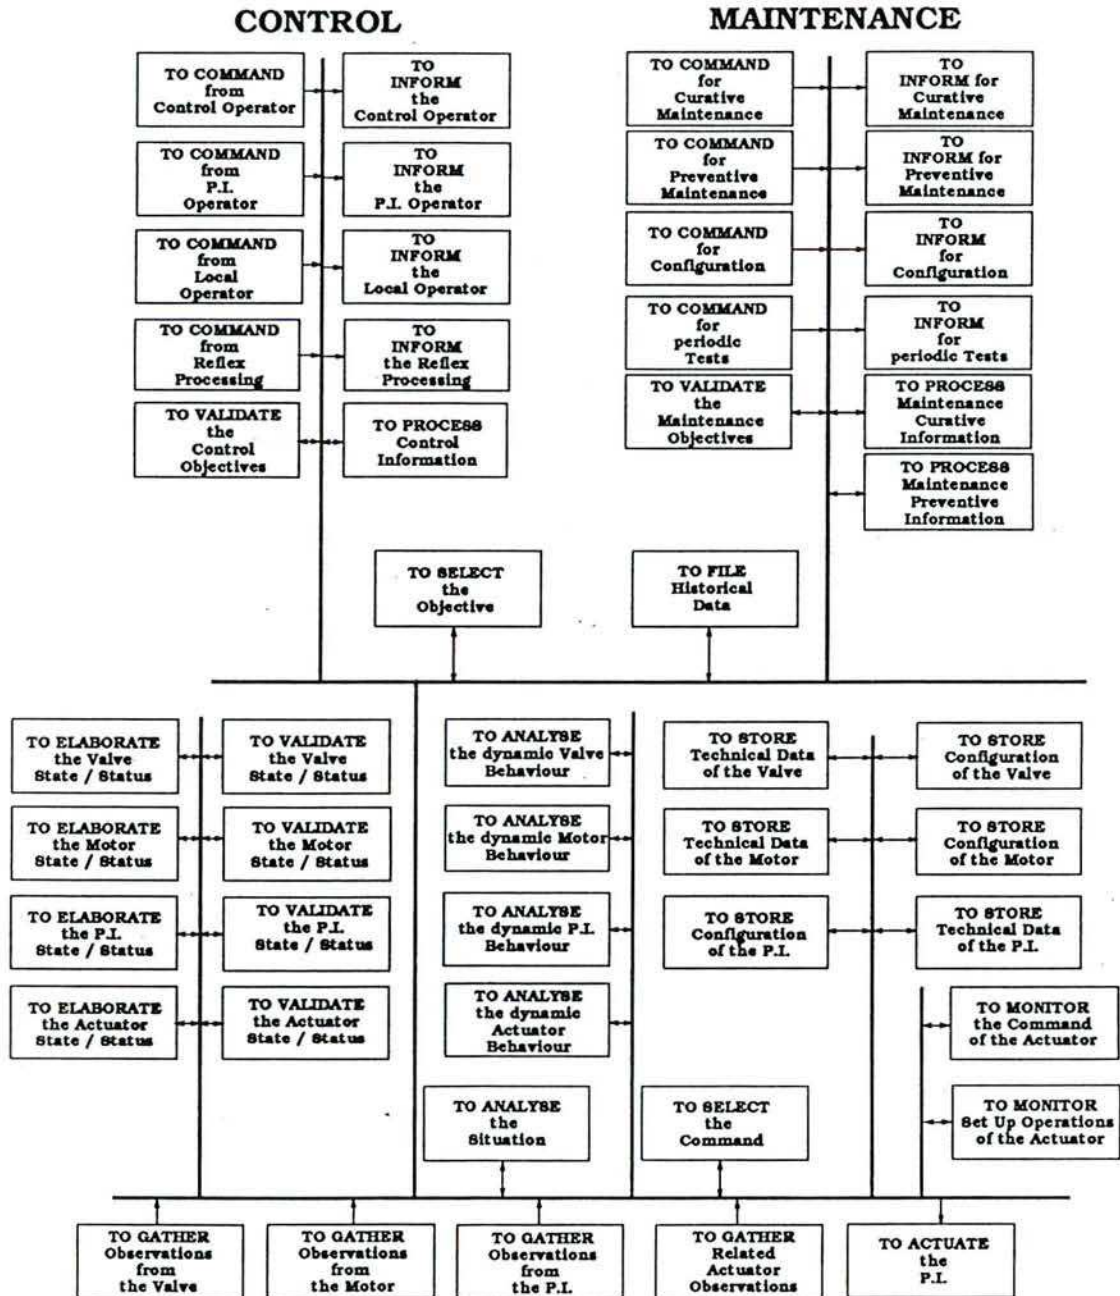 CONTROL
MAINTENANCE
TO COMMAND
from
Control Operator
TO
INFORM
the
Control Operator
TO COMMAND
from
P.I.
Operator
TO
INFORM
the
P.I. Operator
TO COMMAND
from
Local
Operator
TO
INFORM
the
Local Operator
TO COMMAND
from
Reflex
Processing
TO
INFORM
the Reflex
Processing
TO VALIDATE
the
Control
Objectives
TO PROCESS
Control
Information
TO COMMAND
for
Curative
Maintenance
TO
INFORM for
Curative
Maintenance
TO COMMAND
for
Preventive
Maintenance
TO
INFORM for
Preventive
Maintenance
TO COMMAND
for
Configuration
TO
INFORM
for
Configuration
TO COMMAND
for
periodic
Tests
TO
INFORM
for
periodic Tests
TO VALIDATE
the
Maintenance
Objectives
TO PROCESS
Maintenance
Curative
Information
TO PROCESS
Maintenance
Preventive
Information
TO SELECT
the
Objective
TO FILE
Historical
Data
TO ELABORATE
the Valve
State / Status
TO VALIDATE
the Valve
State / Status
TO ANALYSE
the dynamic Valve
Behaviour
TO STORE
Technical Data
of the Valve
TO STORE
Configuration
of the Valve
TO ELABORATE
the Motor
State / Status
TO VALIDATE
the Motor
State / Status
TO ANALYSE
the dynamic Motor
Behaviour
TO STORE
Technical Data
of the Motor
TO STORE
Configuration
of the Motor
TO ELABORATE
the P.I.
State / Status
TO VALIDATE
the P.I.
State / Status
TO ANALYSE
the dynamic P.I.
Behaviour
TO STORE
Configuration
of the P.I.
TO STORE
Technical Data
of the P.I.
TO ELABORATE
the Actuator
State / Status
TO VALIDATE
the Actuator
State / Status
TO ANALYSE
the dynamic
Actuator
Behaviour
TO MONITOR
the Command
of the Actuator
TO ANALYSE
the
Situation
TO SELECT
the
Command
TO MONITOR
Set Up Operations
of the Actuator
TO GATHER
Observations
from
the Valve
TO GATHER
Observations
from
the Motor
TO GATHER
Observations
from
the P.I.
TO GATHER
Related
Actuator
Observations
TO ACTUATE
the
P.I.